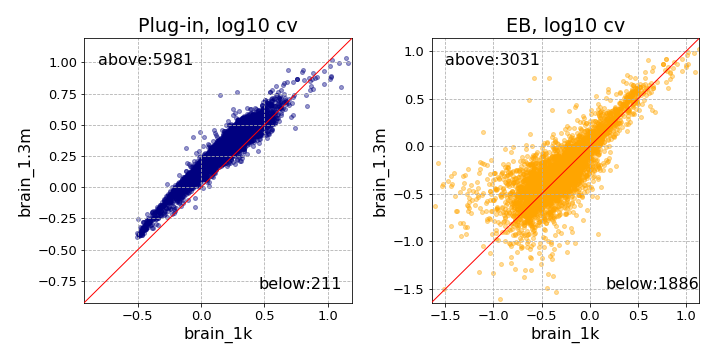 Plug-in, log10 cv
above:5981
1.00
0.75
0.50
0.25
0.00
−0.25
−0.50
−0.75
brain_1.3m
below:211
−0.5
0.0
0.5
1.0
brain_1k
EB, log10 cv
above:3031
1.0
0.5
0.0
−0.5
−1.0
−1.5
brain_1.3m
below:1886
−1.5
−1.0
−0.5
0.0
0.5
1.0
brain_1k